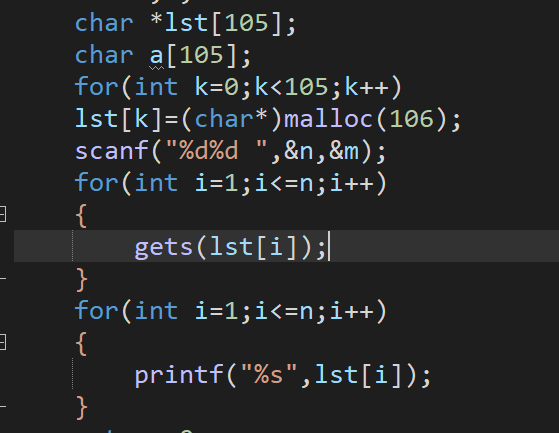 char *lst[105];
char a[105];
for(int k=0;k<105;k++)
lst[k]=(char*)malloc(106);
scanf("%d%d ",&n,&m);
for(int i=1;i<=n;i++)
{
gets(lst[i]);
}
for(int i=1;i<=n;i++)
{
printf("%s",lst[i]);
}